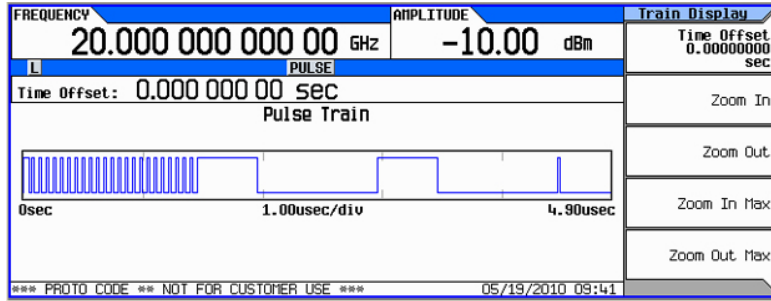 FREQUENCY
20.000 000 000 00 GHz
AMPLITUDE
-10.00 dBm
L PULSE
Time Offset: 0.000 000 00 sec
Pulse Train
0sec 1.00usec/div 4.90usec
*** PROTO CODE ** NOT FOR CUSTOMER USE *** 05/19/2010 09:41
Train Display
Time Offset
0.00000000
sec
Zoom In
Zoom Out
Zoom In Max
Zoom Out Max